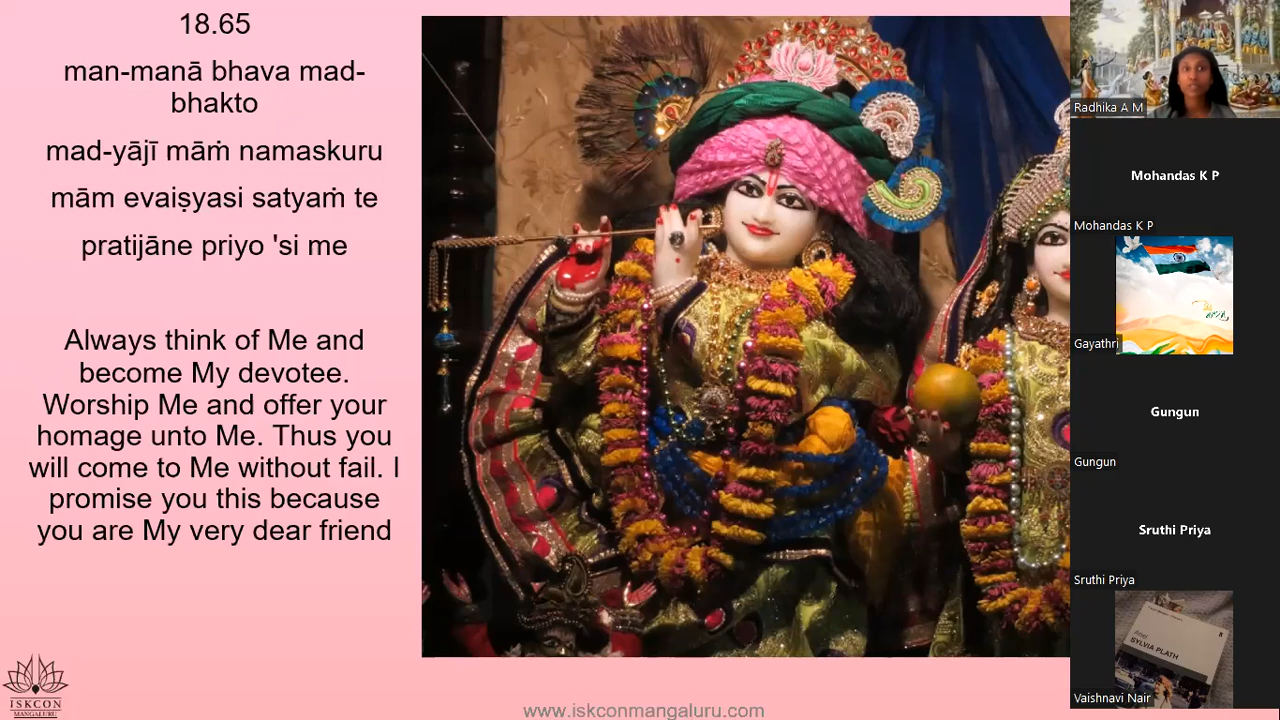 18.65
man-manā bhava mad-
bhakto
mad-yājī māṁ namaskuru
mām evaiṣyasi satyaṁ te
pratijāne priyo 'si me
Always think of Me and
become My devotee.
Worship Me and offer your
homage unto Me. Thus you
will come to Me without fail. I
promise you this because
you are My very dear friend
ISKCON
MANGALURU
www.iskconmangaluru.com
Radhika A M
Mohandas K P
Mohandas K P
Gayathri
Gungun
Gungun
Sruthi Priya
Sruthi Priya
Ariel
SYLVIA PLATH
Vaishnavi Nair